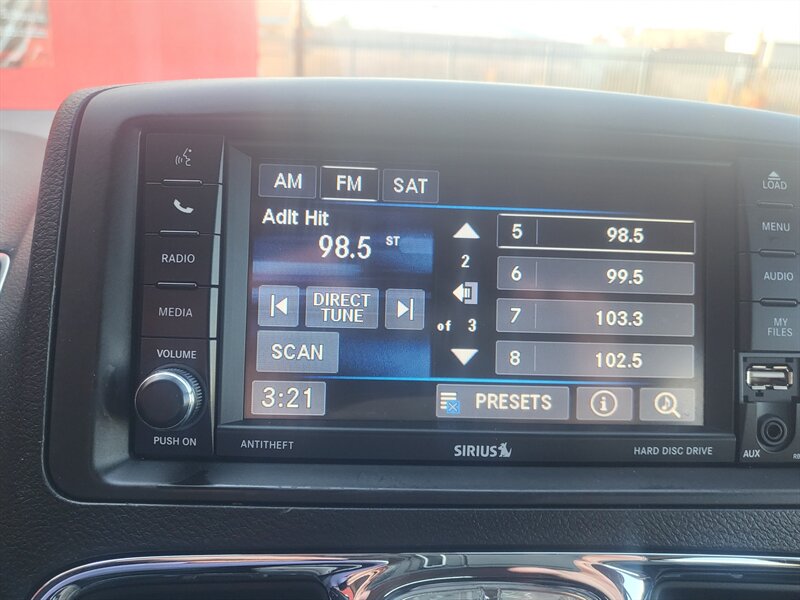 AM FM SAT
Adlt Hit
98.5 ST
DIRECT
TUNE
SCAN
3:21
2
of 3
5 98.5
6 99.5
7 103.3
8 102.5
PRESETS
i
RADIO
MEDIA
VOLUME
PUSH ON
ANTITHEFT
SIRIUS
HARD DISC DRIVE
LOAD
MENU
AUDIO
MY
FILES
AUX